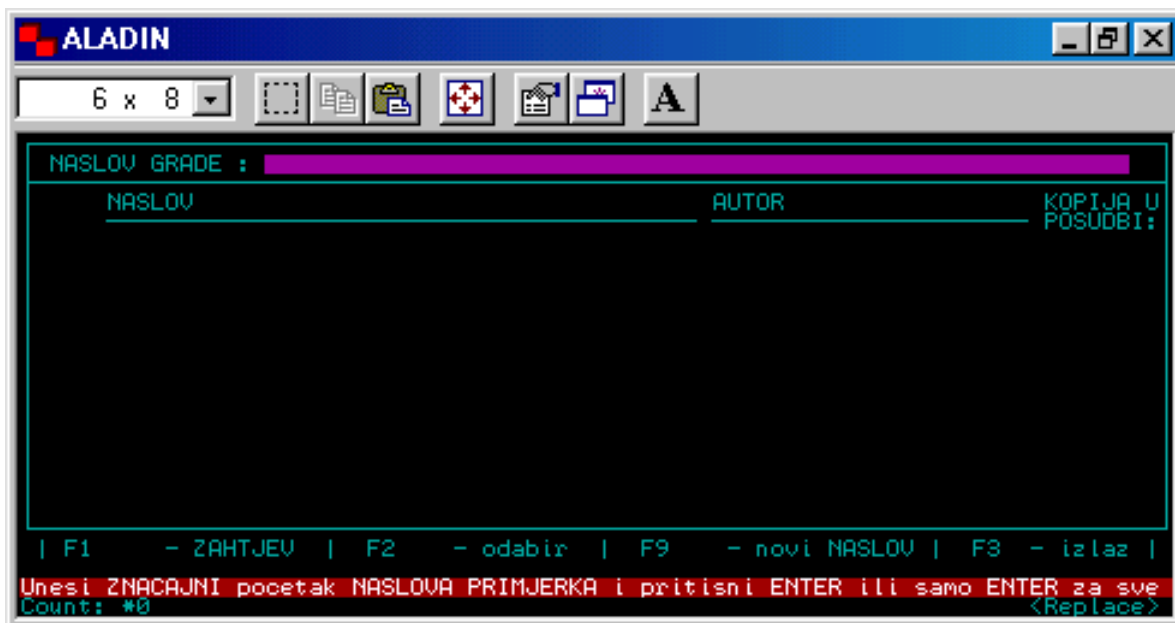 ALADIN
6 x 8 A
NASLOV GRADE :
NASLOV AUTOR KOPIJA U
POSUDBI:
| F1 - ZAHTJEV | F2 - odabir | F9 - novi NASLOV | F3 - izlaz |
Unesi ZNACAJNI pocetak NASLOVA PRIMJERKA i pritisni ENTER ili samo ENTER za sve
Count: *0 <Replace>